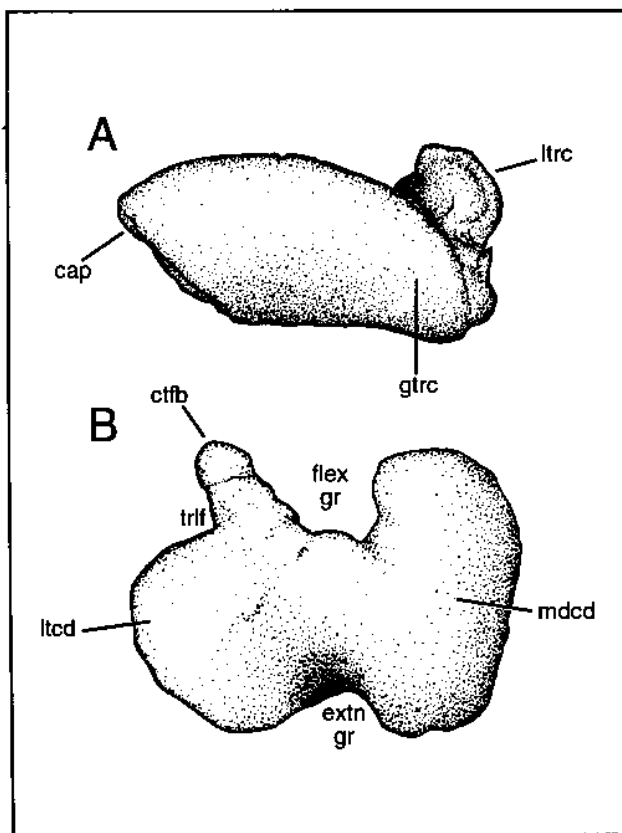 A
ltrc
cap
gtrc
ctfb
B
flex
gr
trlf
ltcd
mdcd
extn
gr